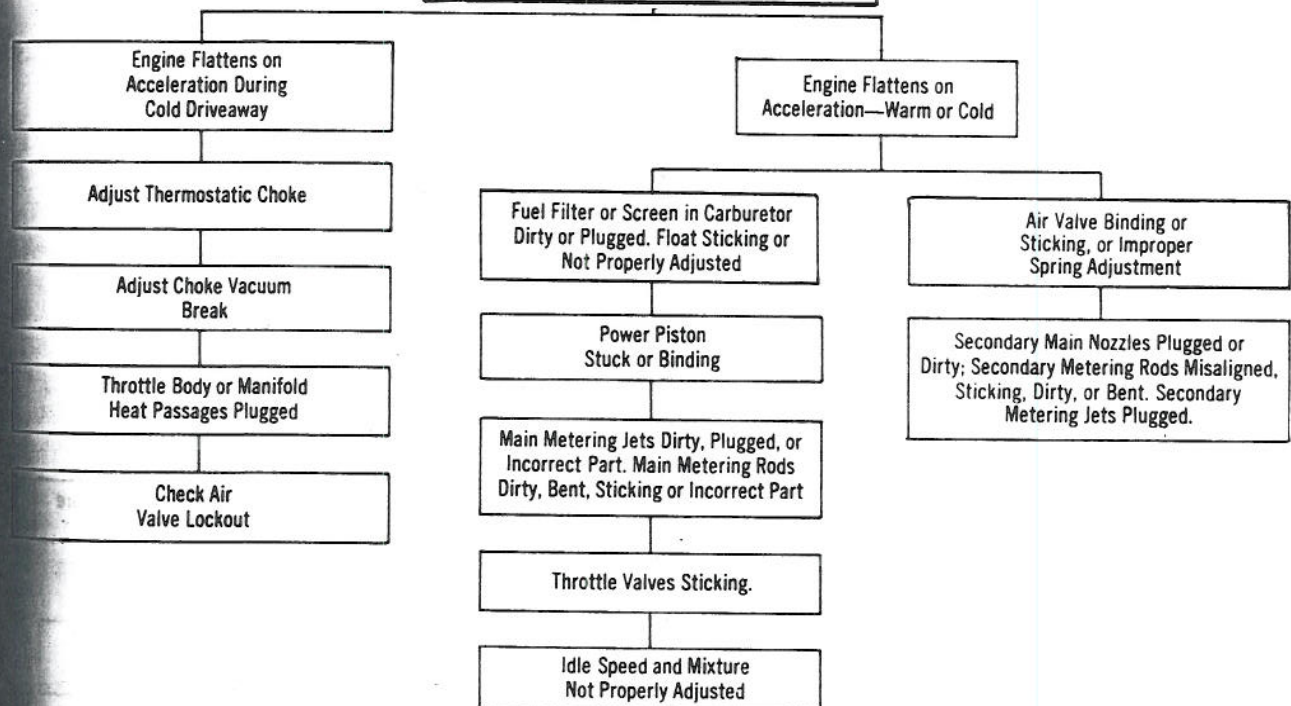 Engine Flattens on
Acceleration During
Cold Driveaway
Adjust Thermostatic Choke
Adjust Choke Vacuum
Break
Throttle Body or Manifold
Heat Passages Plugged
Check Air
Valve Lockout
Engine Flattens on
Acceleration—Warm or Cold
Fuel Filter or Screen in Carburetor
Dirty or Plugged. Float Sticking or
Not Properly Adjusted
Power Piston
Stuck or Binding
Main Metering Jets Dirty, Plugged, or
Incorrect Part. Main Metering Rods
Dirty, Bent, Sticking or Incorrect Part
Throttle Valves Sticking.
Idle Speed and Mixture
Not Properly Adjusted
Air Valve Binding or
Sticking, or Improper
Spring Adjustment
Secondary Main Nozzles Plugged or
Dirty; Secondary Metering Rods Misaligned,
Sticking, Dirty, or Bent. Secondary
Metering Jets Plugged.